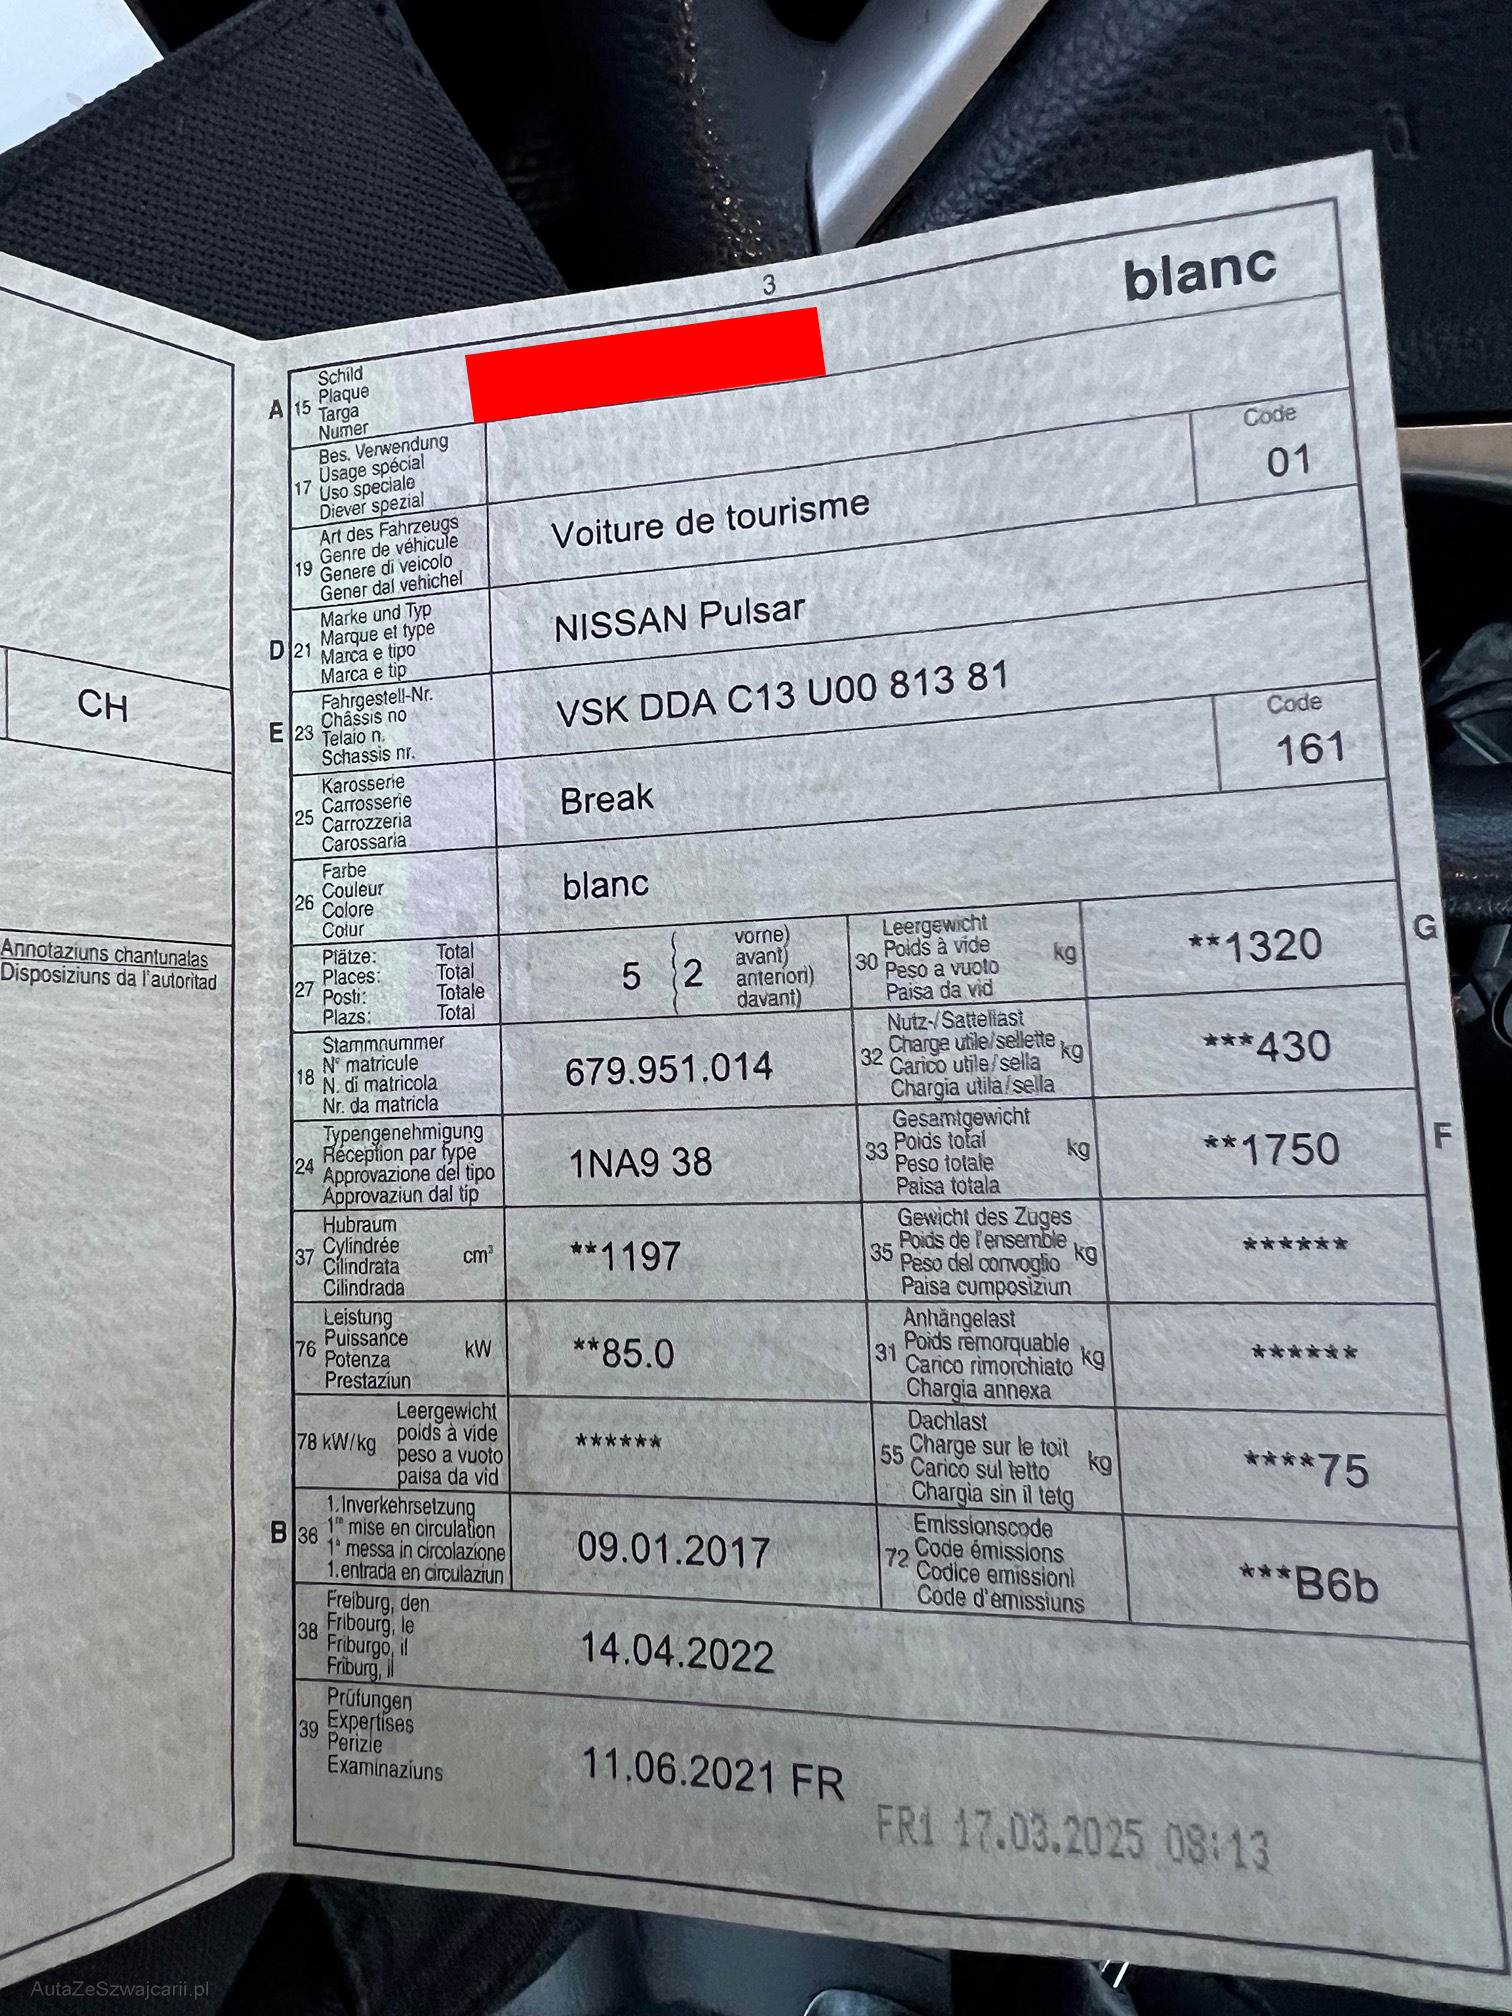 3
blanc
A 15 Schild
Plaque
Targa
Numer
17 Bes. Verwendung
Usage spécial
Uso speciale
Diever spezial
19 Art des Fahrzeugs
Genre de véhicule
Genere di veicolo
Gener dal vehichel
Voiture de tourisme
Code
01
D 21 Marke und Typ
Marque et type
Marca e tipo
Marca e tip
NISSAN Pulsar
E 23 Fahrgestell-Nr.
Châssis no
Telaio n.
Schassis nr.
VSK DDA C13 U00 813 81
25 Karosserie
Carrosserie
Carrozzeria
Carossaria
Break
Code
161
26 Farbe
Couleur
Colore
Colur
blanc
27 Plätze: Total
Places: Total
Posti: Totale
Plazs: Total
5 2 vorne)
avant)
anteriori)
davant)
30 Leergewicht
Poids à vide
Peso a vuoto
Paisa da vid
kg
**1320
G
18 Stammnummer
N° matricule
N. di matricola
Nr. da matricla
679.951.014
32 Nutz-/Sattellast
Charge utile/sellette
Carico utile/sella
Chargia utila/sella
kg
***430
24 Typengenehmigung
Réception par type
Approvazione del tipo
Approvaziun dal tip
1NA9 38
33 Gesamtgewicht
Poids total
Peso totale
Paisa totala
kg
**1750
F
37 Hubraum
Cylindrée
Cilindrata
Cilindrada
cm³
**1197
35 Gewicht des Zuges
Poids de l'ensemble
Peso del convoglio
Paisa cumposiziun
kg
******
76 Leistung
Puissance
Potenza
Prestaziun
kW
**85.0
31 Anhängelast
Poids remorquable
Carico rimorchiato
Chargia annexa
kg
******
78 kW/kg Leergewicht
poids à vide
peso a vuoto
paisa da vid
******
55 Dachlast
Charge sur le toit
Carico sul tetto
Chargia sin il tetg
kg
****75
B 36 1. Inverkehrsetzung
1re mise en circulation
1a messa in circolazione
1. entrada en circulaziun
09.01.2017
72 Emissionscode
Code émissions
Codice emissioni
Code d'emissiuns
***B6b
38 Freiburg, den
Fribourg, le
Friburgo, il
Friburg, il
14.04.2022
39 Prüfungen
Expertises
Perizie
Examinaziuns
11.06.2021 FR
FR1 17.03.2025 08:13
CH
Annotaziuns chantunalas
Disposiziuns da l'autoritad
AutaZeSzwajcarii.pl